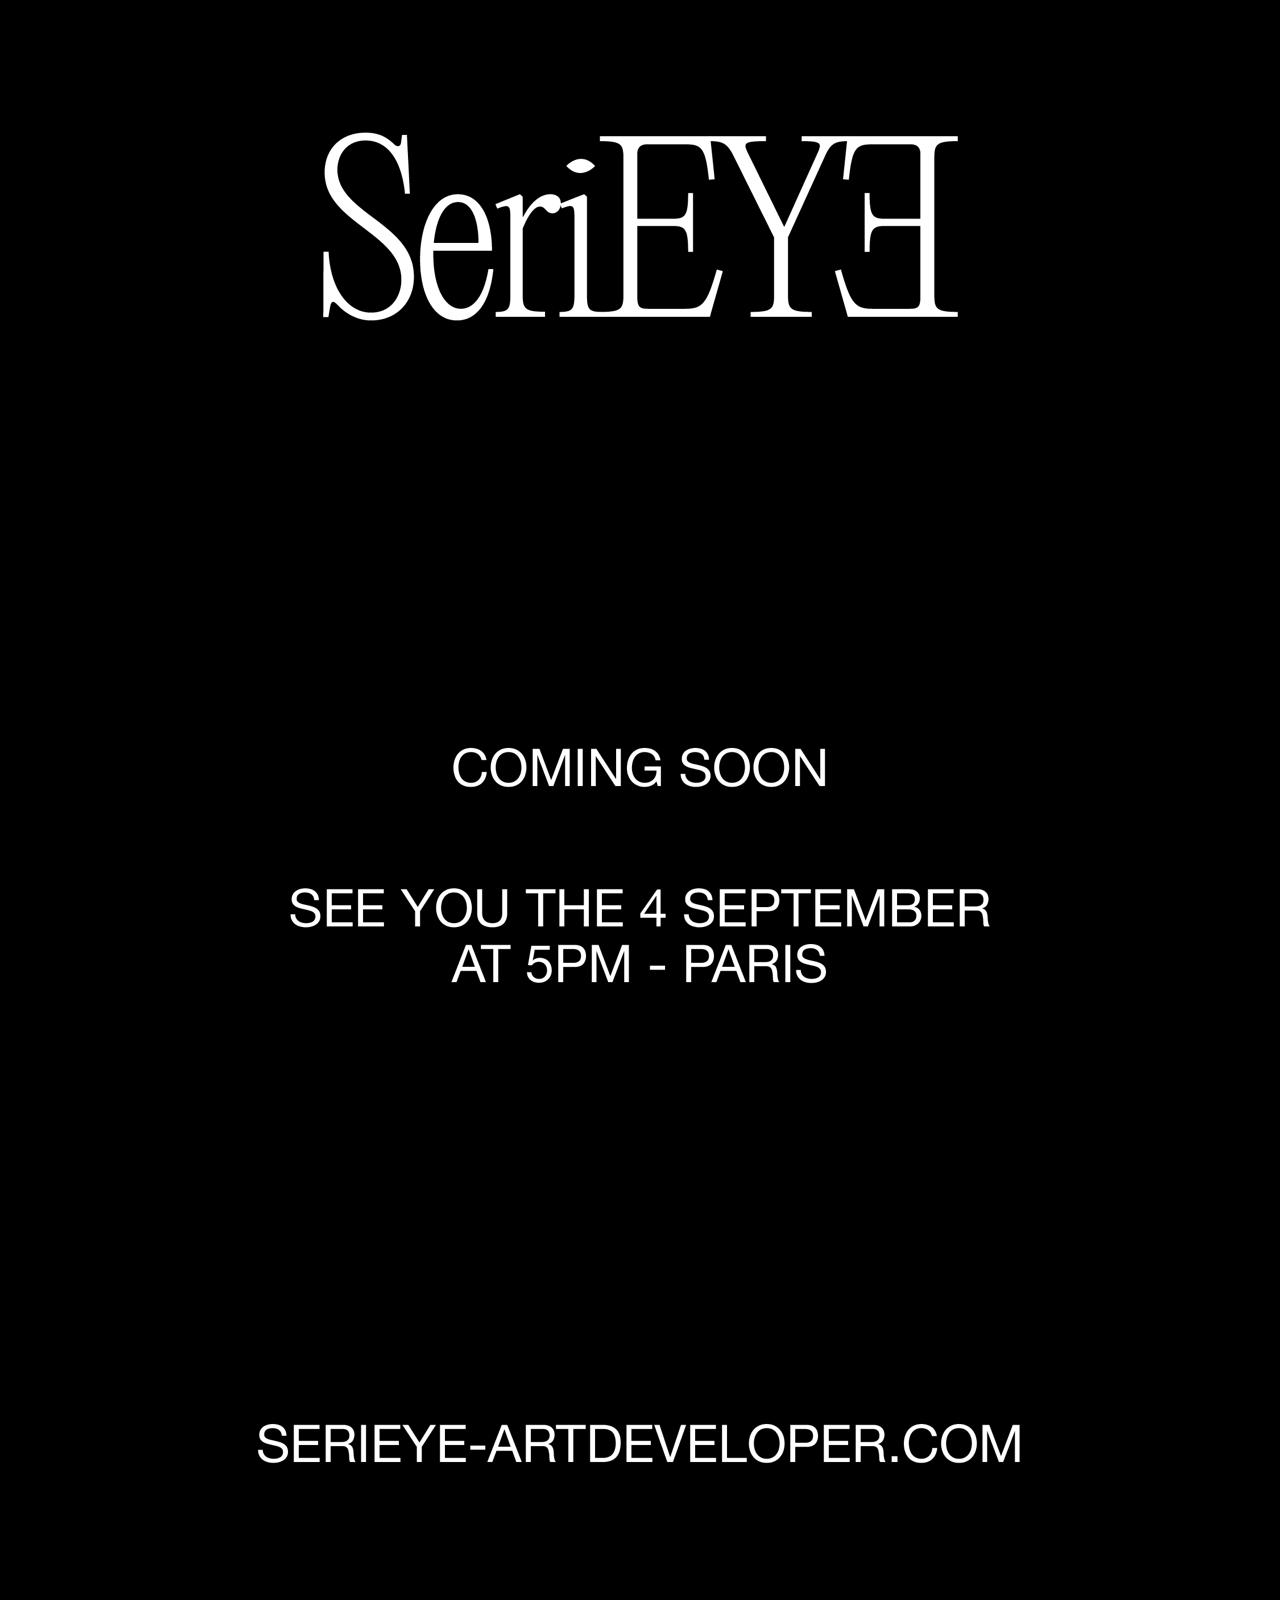 SeriEYE
COMING SOON
SEE YOU THE 4 SEPTEMBER
AT 5PM - PARIS
SERIEYE-ARTDEVELOPER.COM